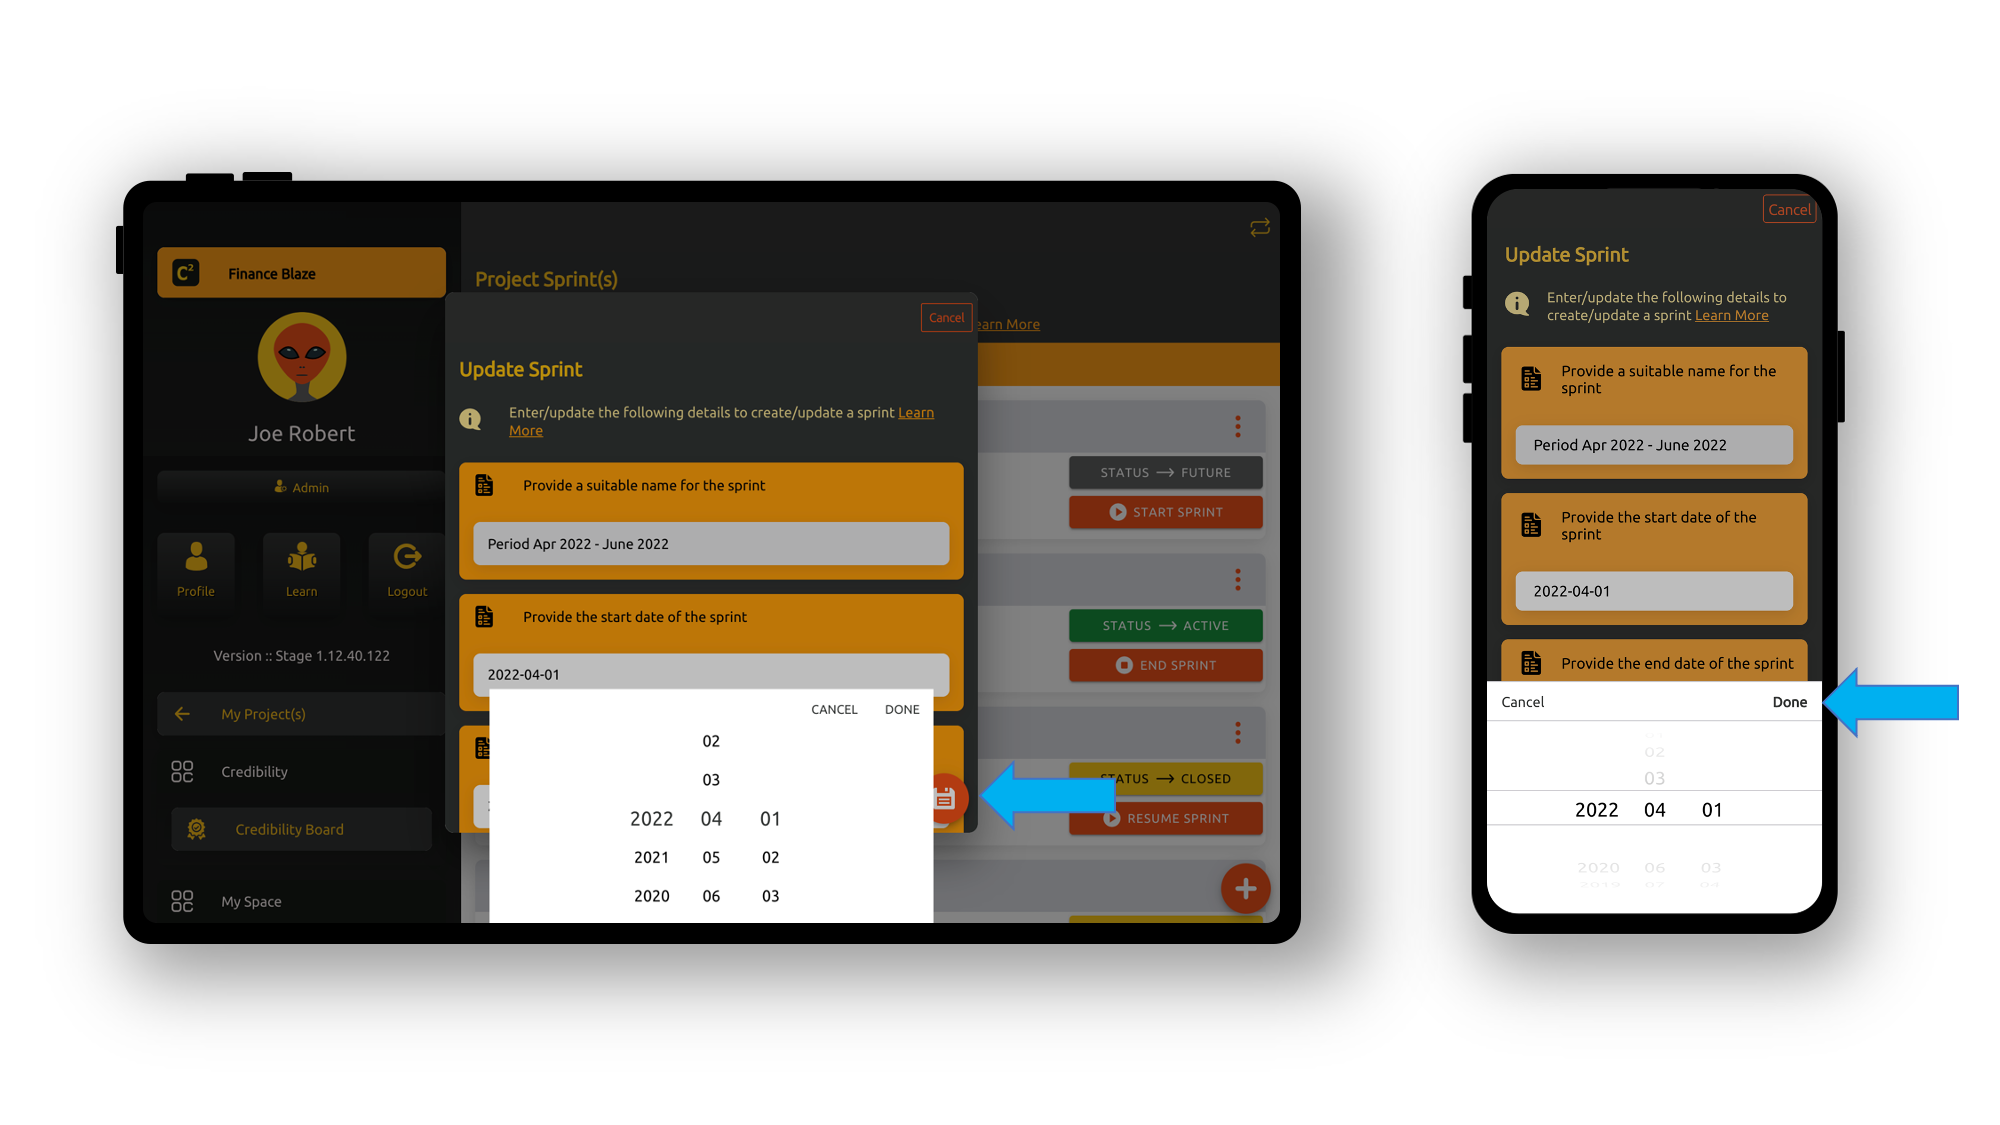 C²
Finance Blaze
Joe Robert
Admin
Profile
Learn
Logout
Version :: Stage 1.12.40.122
My Project(s)
Credibility
Credibility Board
My Space
Project Sprint(s)
earn More
STATUS → FUTURE
START SPRINT
STATUS → ACTIVE
END SPRINT
STATUS → CLOSED
RESUME SPRINT
Cancel
Update Sprint
Enter/update the following details to create/update a sprint Learn
More
Provide a suitable name for the sprint
Period Apr 2022 - June 2022
Provide the start date of the sprint
2022-04-01
CANCEL DONE
02
03
2022 04 01
2021 05 02
2020 06 03
Cancel
Update Sprint
Enter/update the following details to
create/update a sprint Learn More
Provide a suitable name for the
sprint
Period Apr 2022 - June 2022
Provide the start date of the
sprint
2022-04-01
Provide the end date of the sprint
Cancel Done
01
02
03
2022 04 01
2020 06 03
2019 07 04